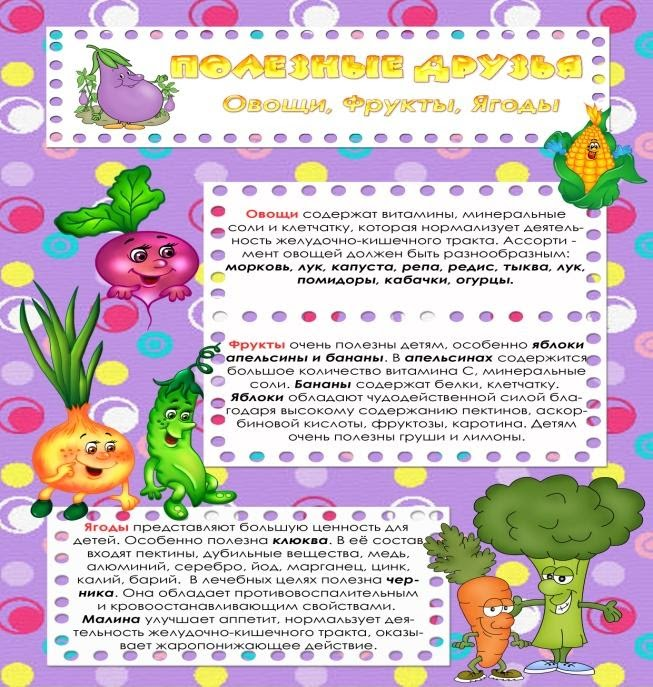 ПОЛЕЗНЫЕ ДРУЗЬЯ
Овощи, Фрукты, Ягоды
Овощи содержат витамины, минеральные
соли и клетчатку, которая нормализует деятель-
ность желудочно-кишечного тракта. Ассорти -
мент овощей должен быть разнообразным:
морковь, лук, капуста, репа, редис, тыква, лук,
помидоры, кабачки, огурцы.
Фрукты очень полезны детям, особенно яблоки
апельсины и бананы. В апельсинах содержится
большое количество витамина С, минеральные
соли. Бананы содержат белки, клетчатку.
Яблоки обладают чудодейственной силой бла-
годаря высокому содержанию пектинов, аскор-
биновой кислоты, фруктозы, каротина. Детям
очень полезны груши и лимоны.
Ягоды представляют большую ценность для
детей. Особенно полезна клюква. В её состав
входят пектины, дубильные вещества, медь,
алюминий, серебро, йод, марганец, цинк,
калий, барий. В лечебных целях полезна чер-
ника. Она обладает противовоспалительным
и кровоостанавливающим свойствами.
Малина улучшает аппетит, нормальзует дея-
тельность желудочно-кишечного тракта, оказы-
вает жаропонижающее действие.